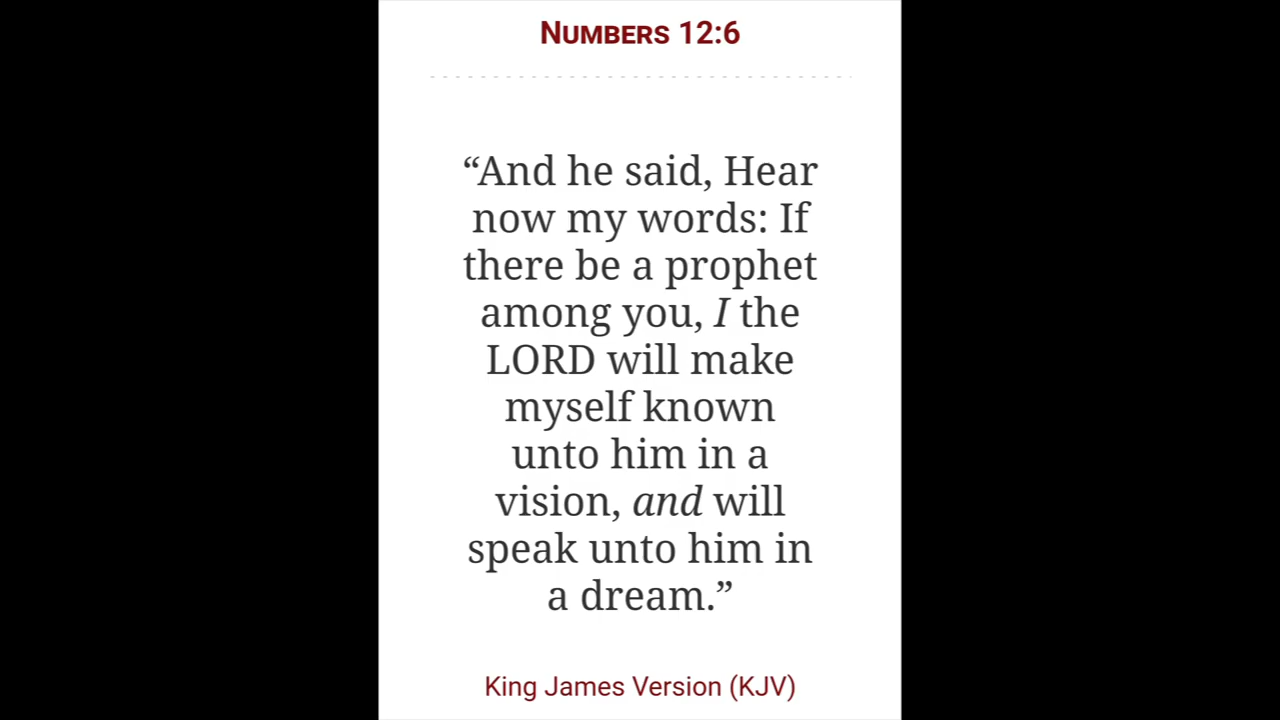 Numbers 12:6
“And he said, Hear
now my words: If
there be a prophet
among you, I the
LORD will make
myself known
unto him in a
vision, and will
speak unto him in
a dream.”
King James Version (KJV)